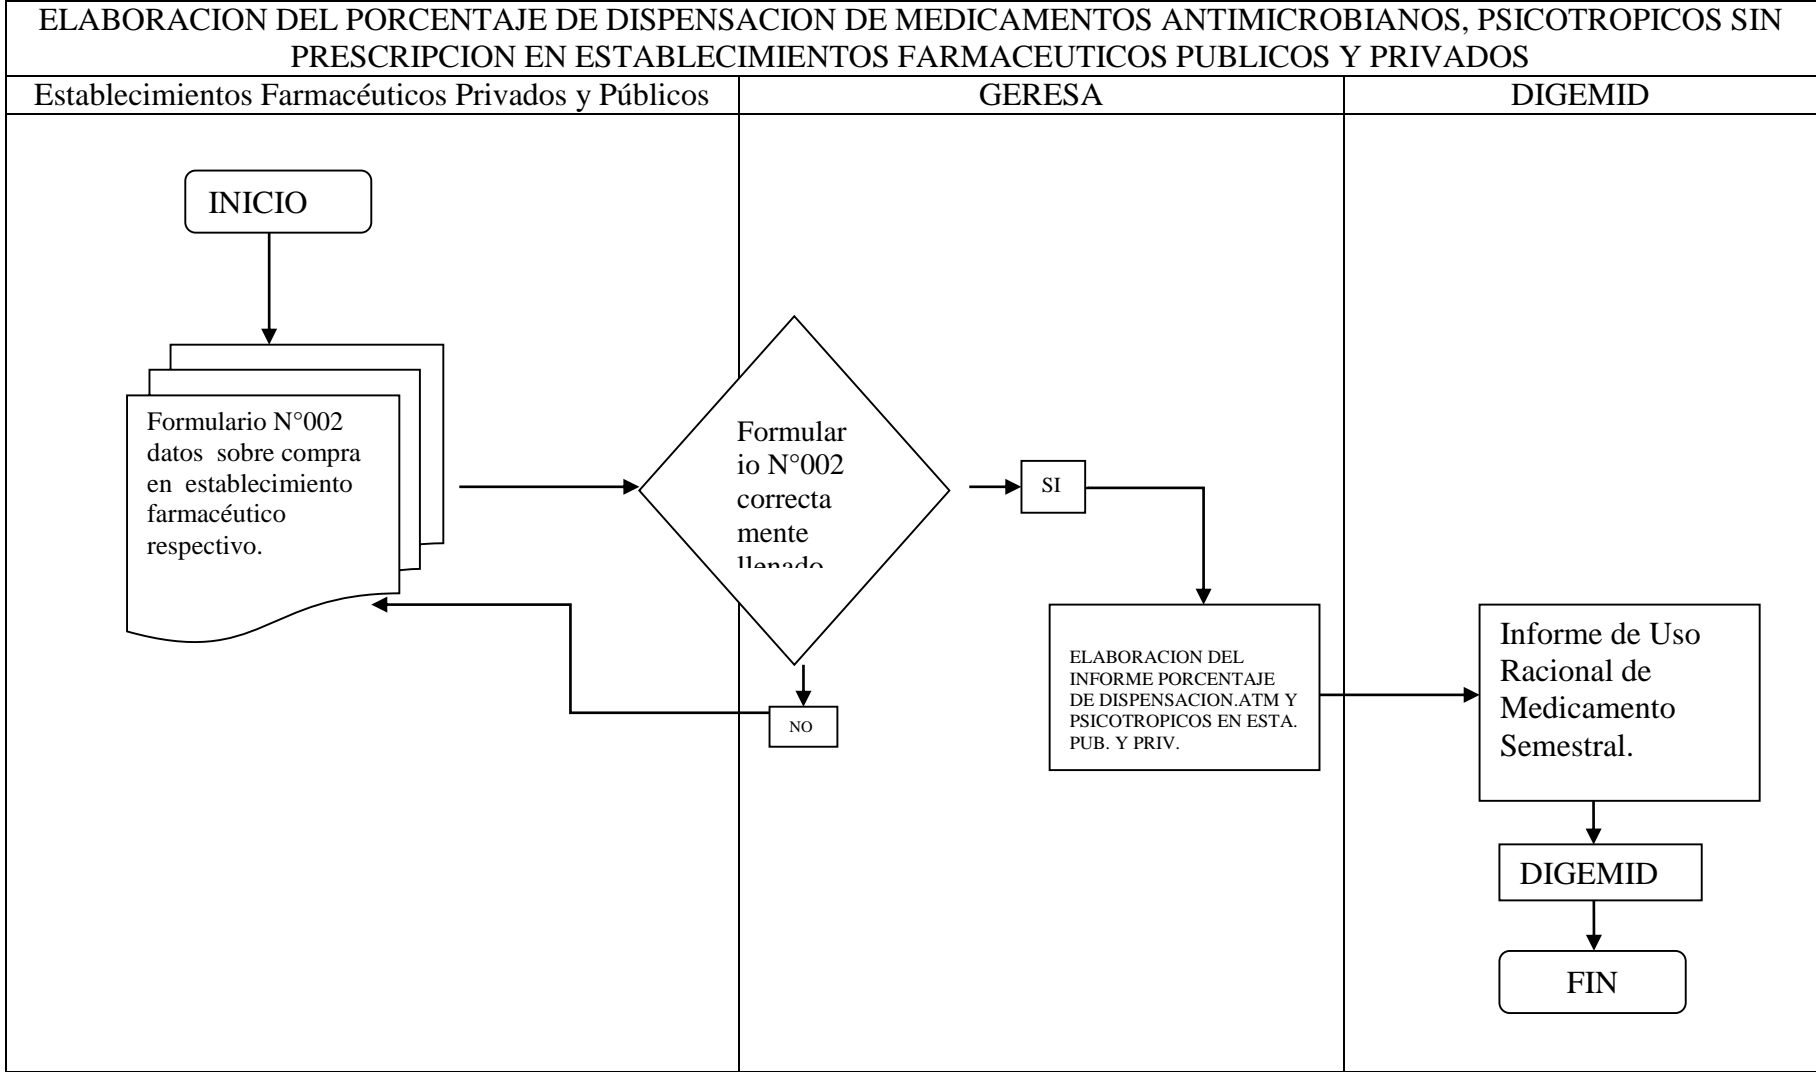 ELABORACION DEL PORCENTAJE DE DISPENSACION DE MEDICAMENTOS ANTIMICROBIANOS, PSICOTROPICOS SIN
PRESCRIPCION EN ESTABLECIMIENTOS FARMACEUTICOS PUBLICOS Y PRIVADOS
Establecimientos Farmacéuticos Privados y Públicos
GERESA
DIGEMID
INICIO
Formulario N°002
datos sobre compra
en establecimiento
farmacéutico
respectivo.
Formular
io N°002
correcta
mente
llenado
SI
NO
ELABORACION DEL
INFORME PORCENTAJE
DE DISPENSACION.ATM Y
PSICOTROPICOS EN ESTA.
PUB. Y PRIV.
Informe de Uso
Racional de
Medicamento
Semestral.
DIGEMID
FIN